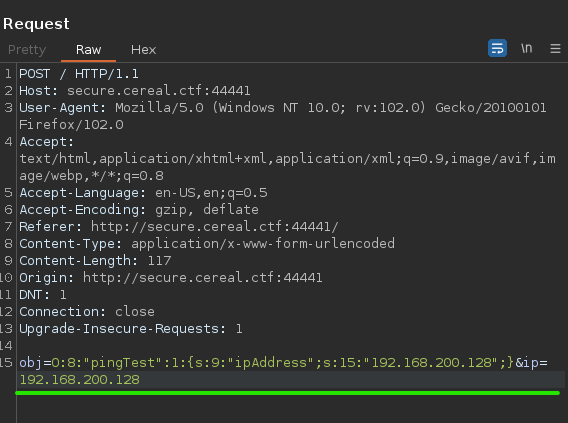 Request
Pretty Raw Hex
\n
1 POST / HTTP/1.1
2 Host: secure.cereal.ctf:44441
3 User-Agent: Mozilla/5.0 (Windows NT 10.0; rv:102.0) Gecko/20100101
Firefox/102.0
4 Accept:
text/html,application/xhtml+xml,application/xml;q=0.9,image/avif,im
age/webp,*/*;q=0.8
5 Accept-Language: en-US,en;q=0.5
6 Accept-Encoding: gzip, deflate
7 Referer: http://secure.cereal.ctf:44441/
8 Content-Type: application/x-www-form-urlencoded
9 Content-Length: 117
10 Origin: http://secure.cereal.ctf:44441
11 DNT: 1
12 Connection: close
13 Upgrade-Insecure-Requests: 1
14
15 obj=O:8:"pingTest":1:{s:9:"ipAddress";s:15:"192.168.200.128";}&ip=
192.168.200.128